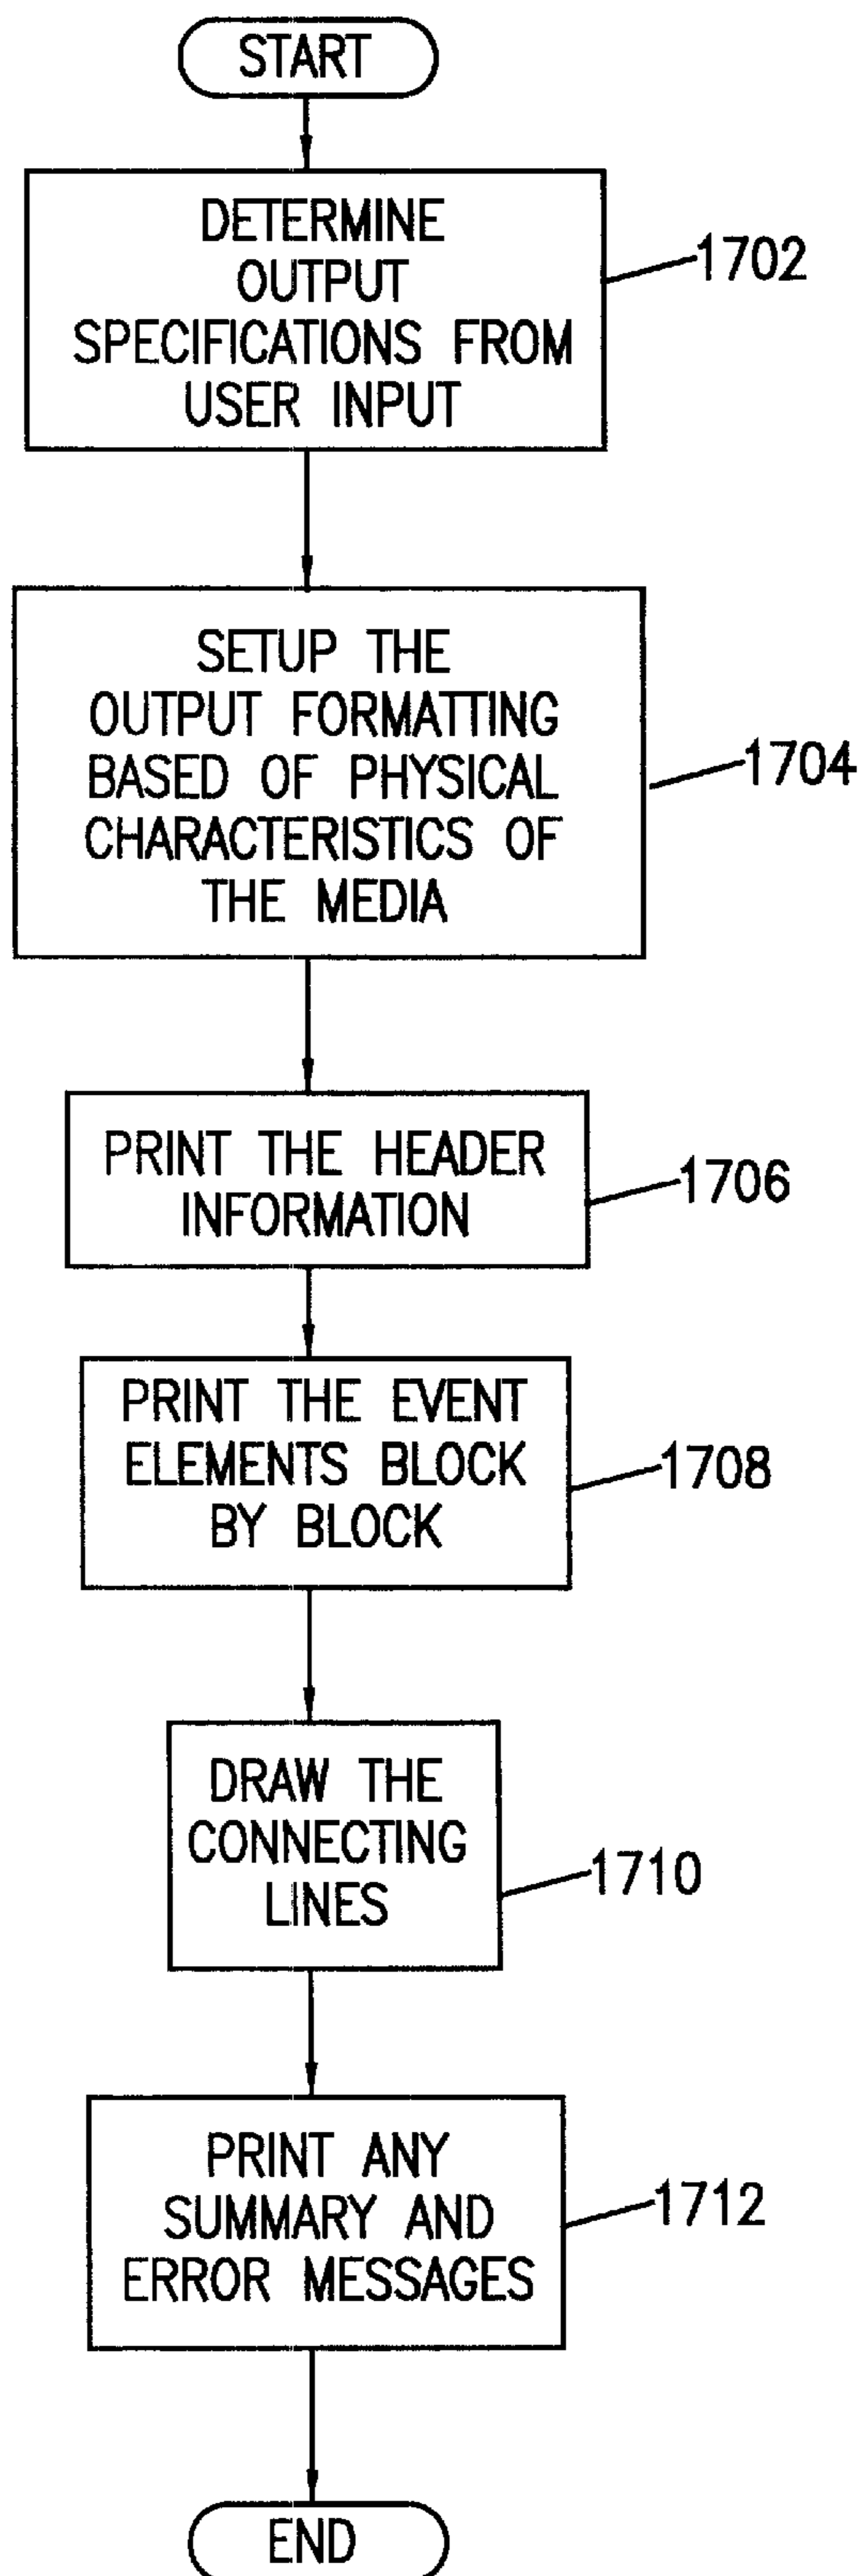 START
DETERMINE
OUTPUT
SPECIFICATIONS FROM
USER INPUT
1702
SETUP THE
OUTPUT FORMATTING
BASED OF PHYSICAL
CHARACTERISTICS OF
THE MEDIA
1704
PRINT THE HEADER
INFORMATION
1706
PRINT THE EVENT
ELEMENTS BLOCK
BY BLOCK
1708
DRAW THE
CONNECTING
LINES
1710
PRINT ANY
SUMMARY AND
ERROR MESSAGES
1712
END